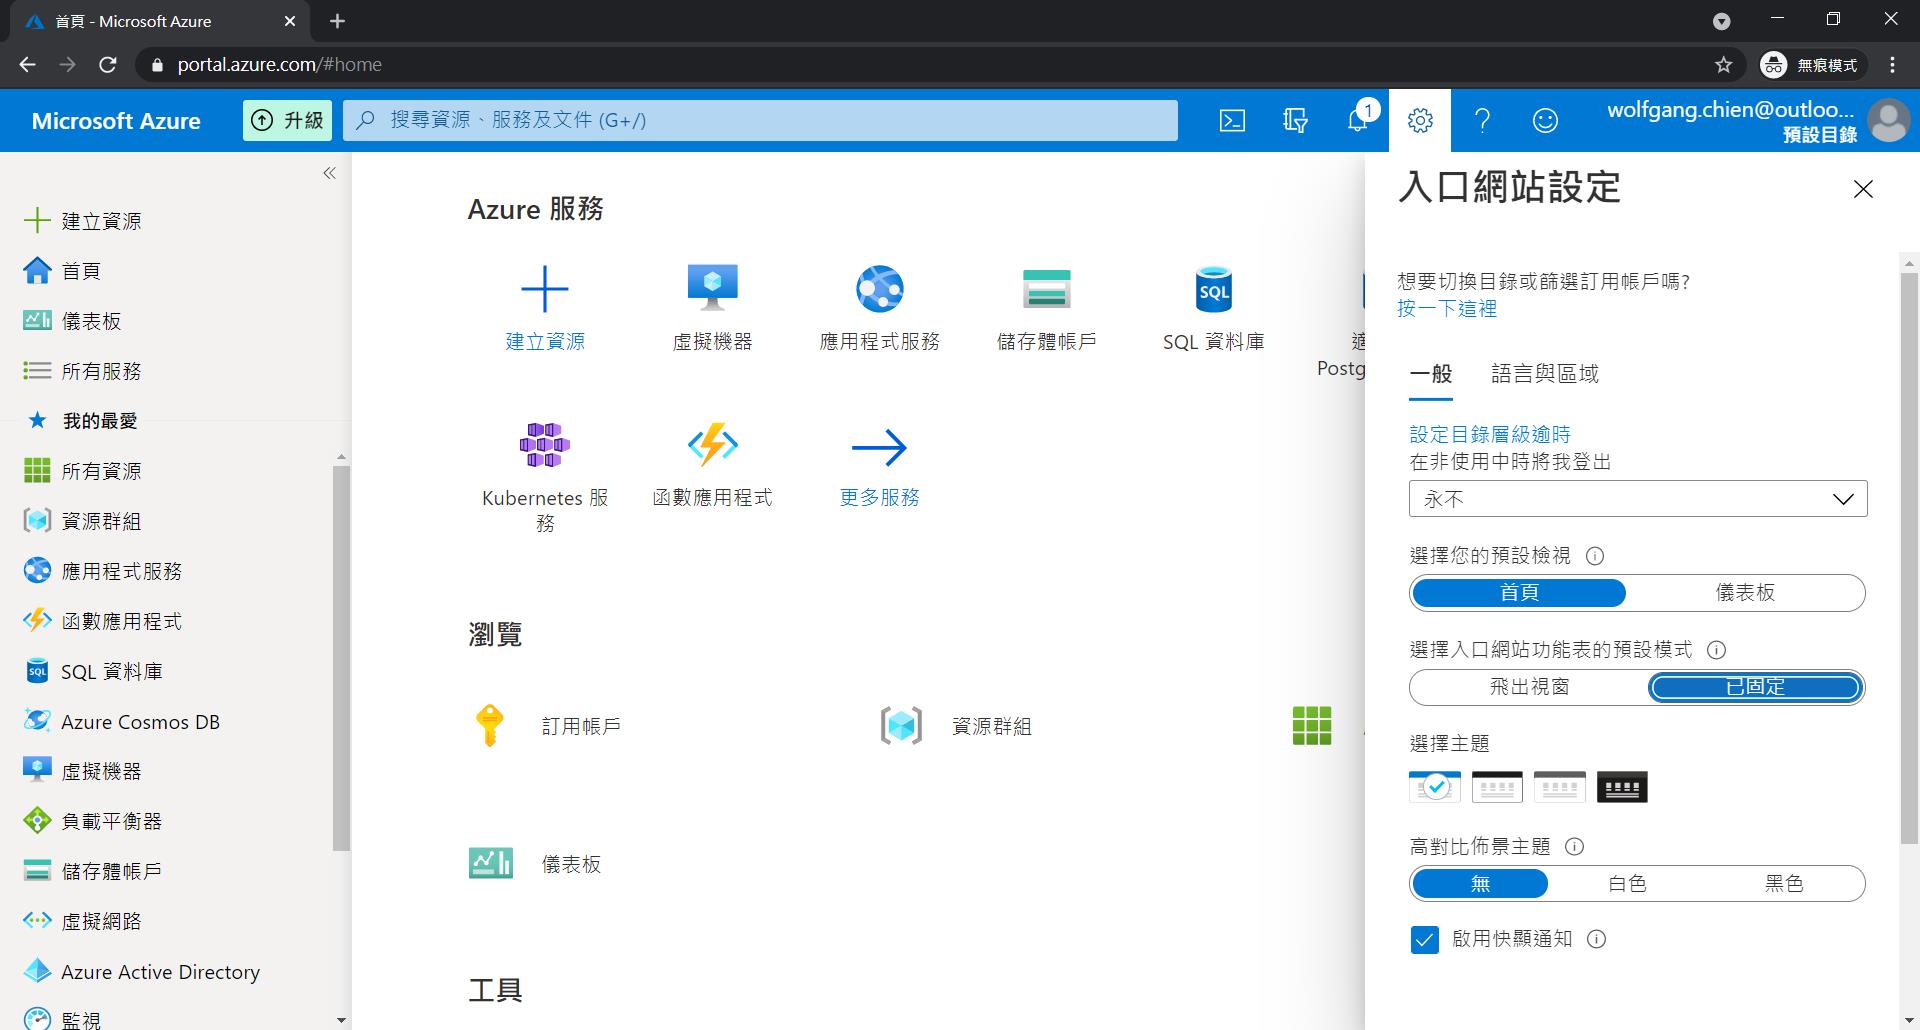 首頁 - Microsoft Azure
portal.azure.com/#home
無痕模式
Microsoft Azure
升級
搜尋資源、服務及文件 (G+/)
1
wolfgang.chien@outloo...
預設目錄
建立資源
首頁
儀表板
所有服務
我的最愛
所有資源
資源群組
應用程式服務
函數應用程式
SQL 資料庫
Azure Cosmos DB
虛擬機器
負載平衡器
儲存體帳戶
虛擬網路
Azure Active Directory
監視
Azure 服務
建立資源
虛擬機器
應用程式服務
儲存體帳戶
SQL
SQL 資料庫
適
Postg
Kubernetes 服
務
函數應用程式
更多服務
瀏覽
訂用帳戶
資源群組
儀表板
工具
入口網站設定
想要切換目錄或篩選訂用帳戶嗎?
按一下這裡
一般
語言與區域
設定目錄層級逾時
在非使用中時將我登出
永不
選擇您的預設檢視
首頁
儀表板
選擇入口網站功能表的預設模式
飛出視窗
已固定
選擇主題
高對比佈景主題
無
白色
黑色
啟用快顯通知